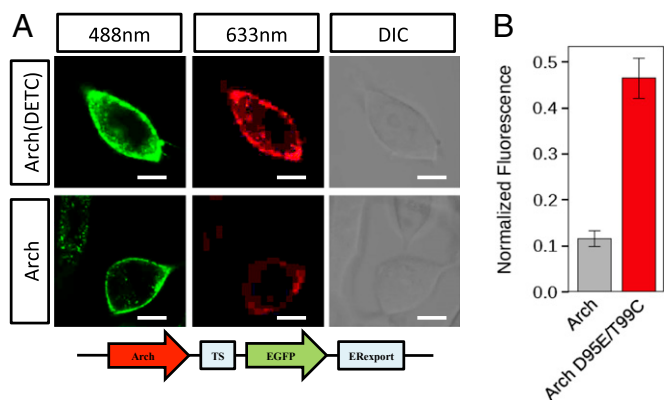 A
488nm 633nm DIC
Arch(DETC)
Arch
Arch TS EGFP ERexport
B
Normalized Fluorescence
0.5
0.4
0.3
0.2
0.1
0.0
Arch
Arch D95E/T99C